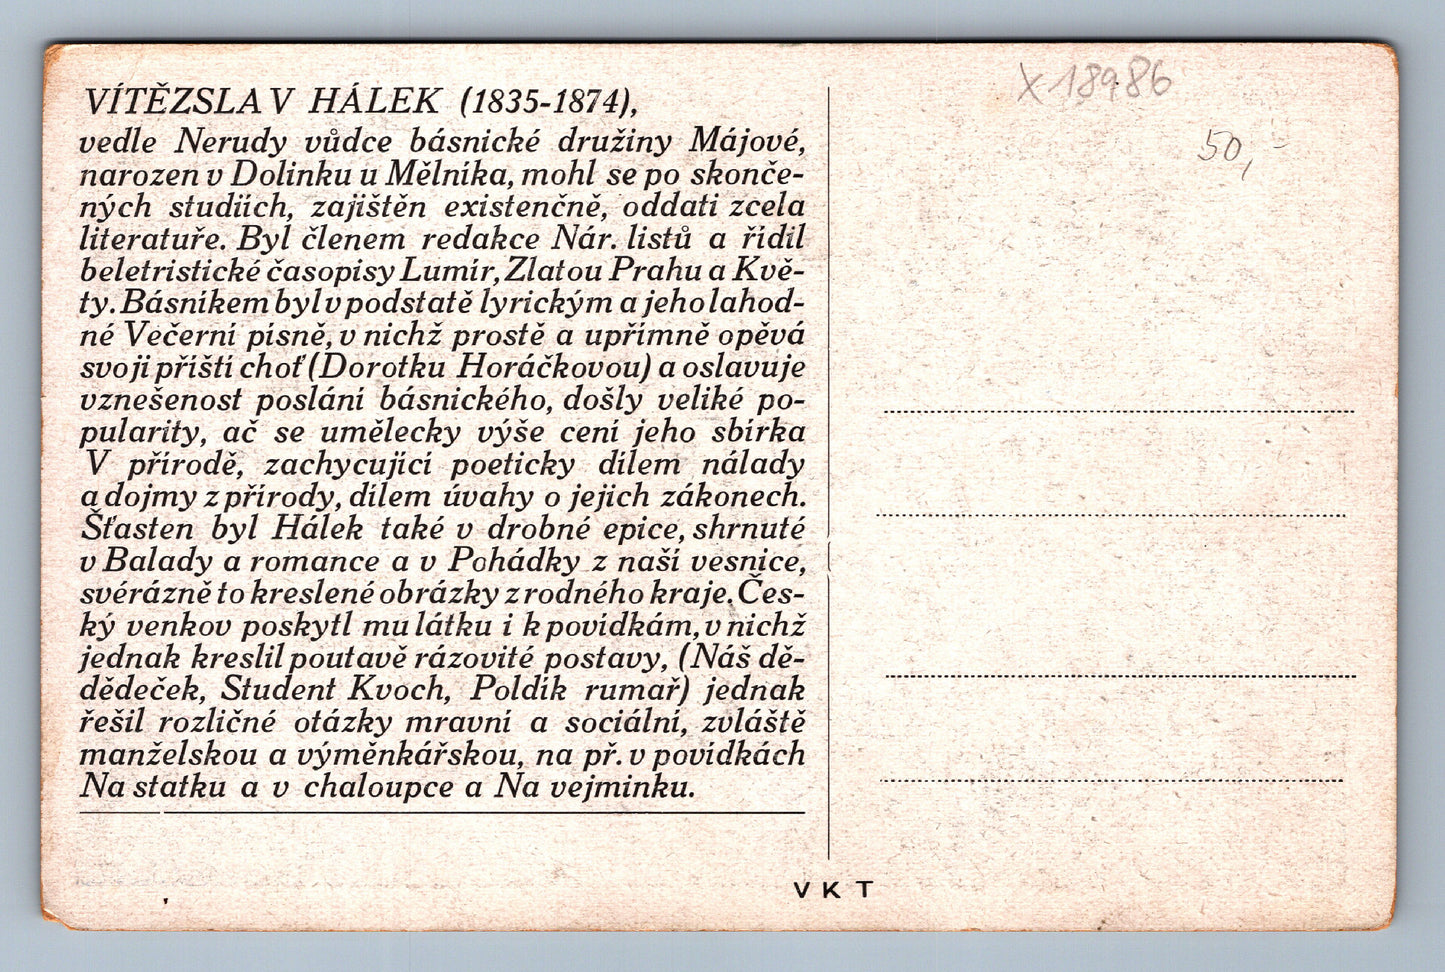 VÍTĚZSLAV HÁLEK (1835-1874),
vedle Nerudy vůdce básnické družiny Májové,
narozen v Dolinku u Mělníka, mohl se po skonče-
ných studiich, zajištěn existenčně, oddati zcela
literatuře. Byl členem redakce Nár. listů a řídil
beletristické časopisy Lumír, Zlatou Prahu a Kvě-
ty. Básníkem byl v podstatě lyrickým a jeho lahod-
né Večerní písně, v nichž prostě a upřímně opěvá
svoji příští choť (Dorotku Horáčkovou) a oslavuje
vznešenost poslání básnického, došly veliké po-
pularity, ač se umělecky výše cení jeho sbírka
V přírodě, zachycující poeticky dílem nálady
a dojmy z přírody, dílem úvahy o jejich zákonech.
Šťasten byl Hálek také v drobné epice, shrnuté
v Balady a romance a v Pohádky z naší vesnice,
svérázně to kreslené obrázky z rodného kraje. Čes-
ký venkov poskytl mu látku i k povídkám, v nichž
jednak kreslil poutavě rázovité postavy, (Náš dě-
dědeček, Student Kvoch, Poldík rumař) jednak
řešil rozličné otázky mravní a sociální, zvláště
manželskou a výměnkářskou, na př. v povídkách
Na statku a v chaloupce a Na vejminku.
VKT
X 18986
50,-